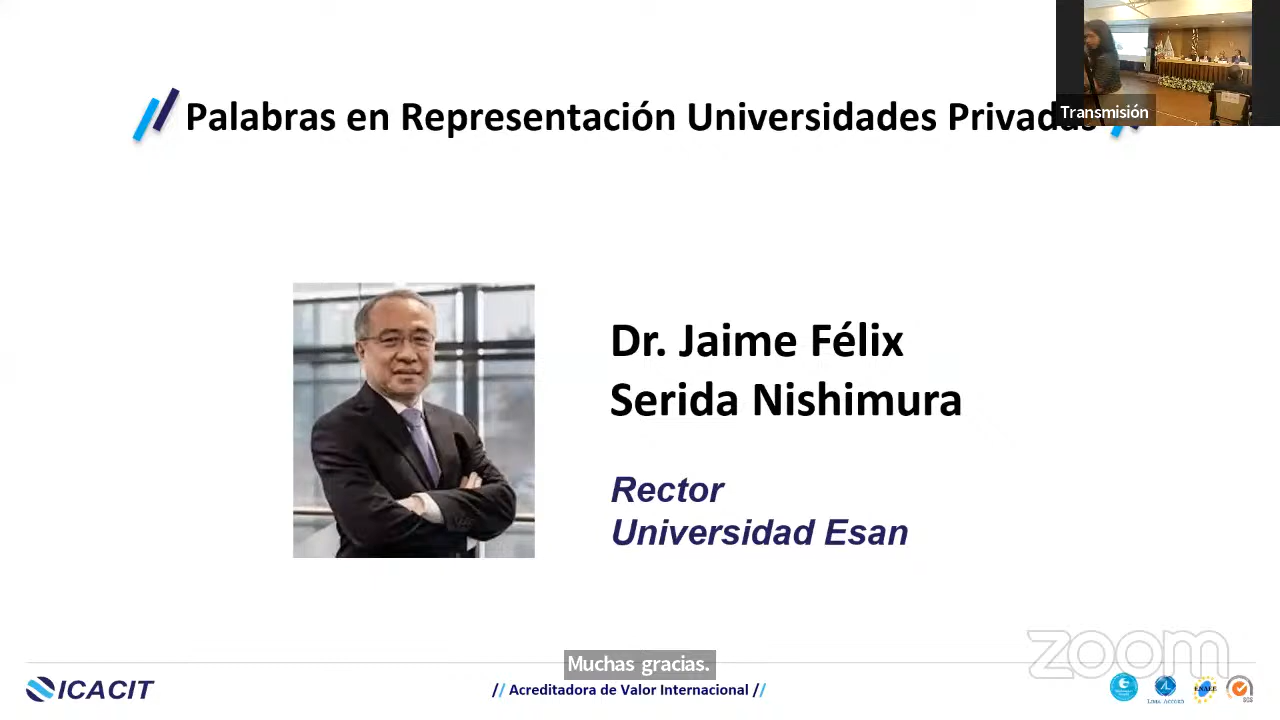 Palabras en Representación Universidades Privadas
Transmisión
Dr. Jaime Félix
Serida Nishimura
Rector
Universidad Esan
Muchas gracias.
zoom
ICACIT
// Acreditadora de Valor Internacional //